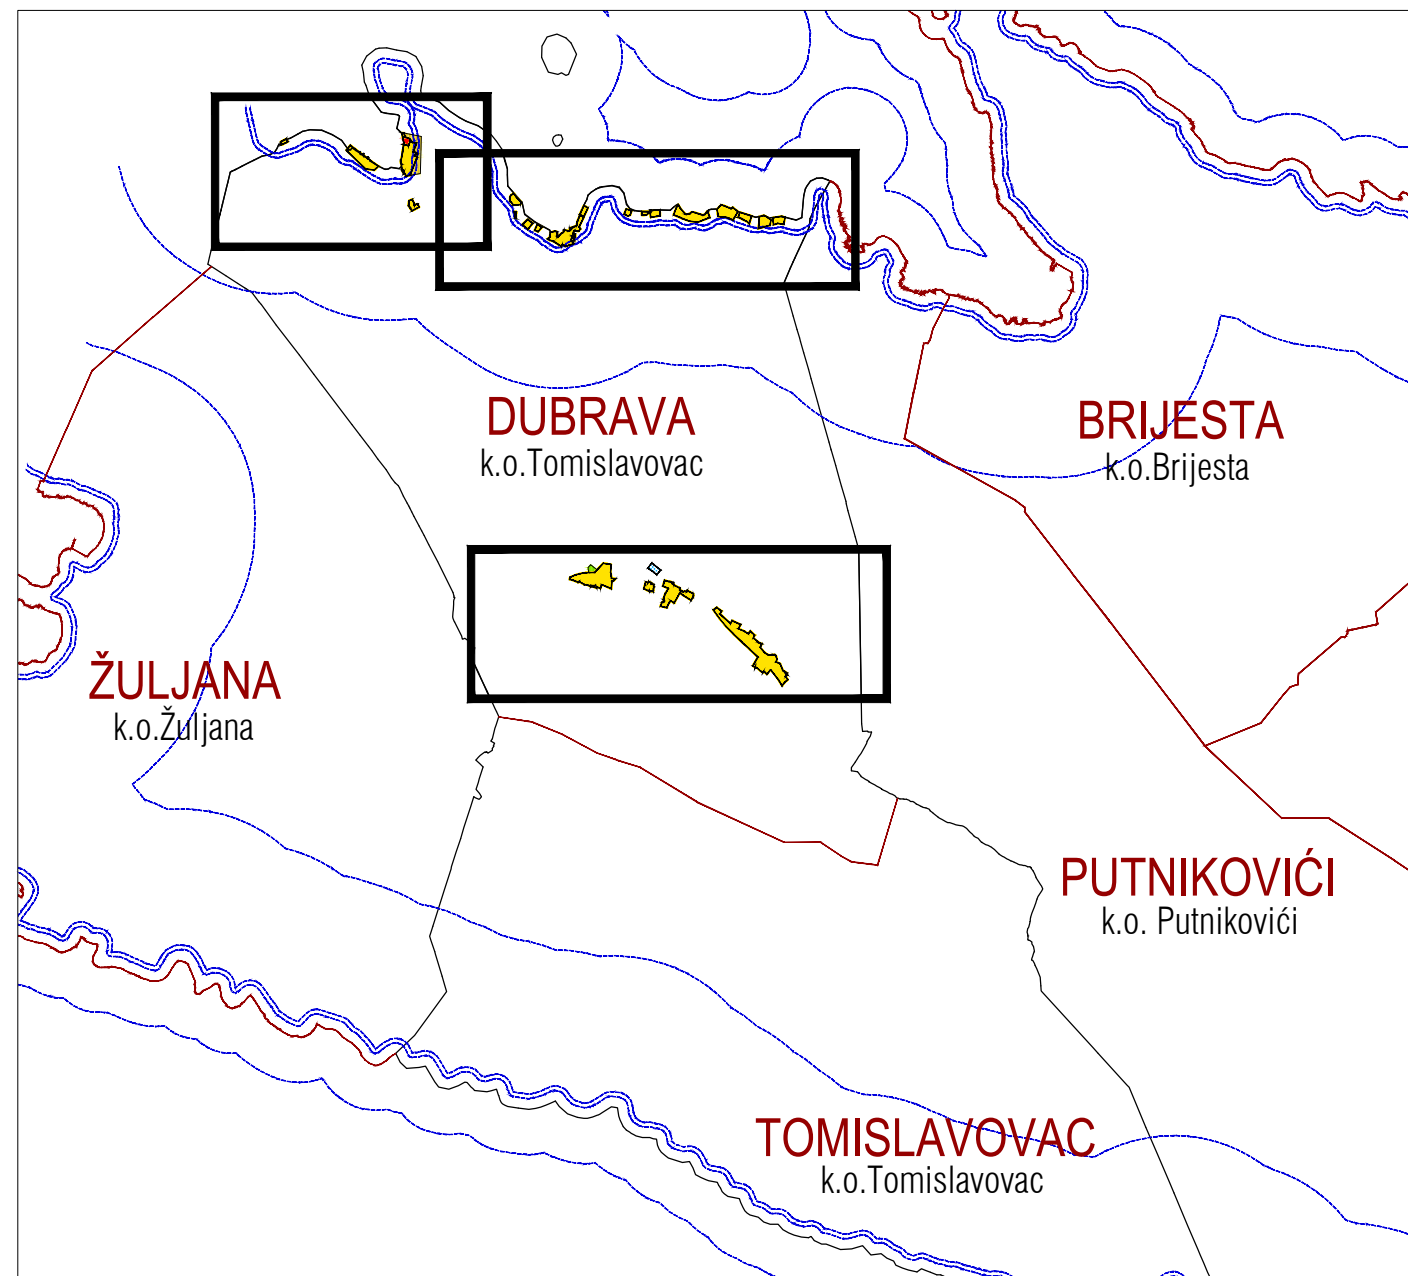 DUBRAVA
k.o.Tomislavovac
BRIJESTA
k.o.Brijesta
ŽULJANA
k.o.Žuljana
PUTNIKOVIĆI
k.o. Putnikovići
TOMISLAVOVAC
k.o.Tomislavovac